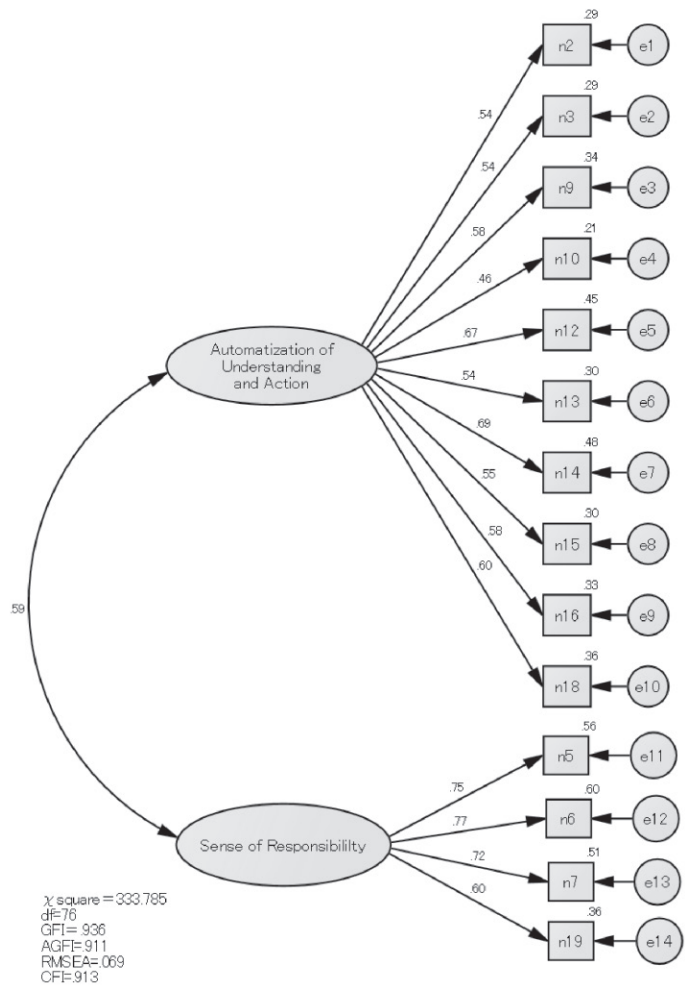 .29
n2
e1
.54
.29
n3
e2
.54
.34
n9
e3
.58
.21
n10
e4
.46
.45
n12
e5
.67
Automatization of
Understanding
and Action
.30
n13
e6
.54
.69
.48
n14
e7
.55
.30
n15
e8
.58
.33
n16
e9
.60
.36
n18
e10
.59
.56
n5
e11
.75
.60
n6
e12
.77
Sense of Responsibililty
.51
n7
e13
.72
.60
.36
n19
e14
χ square=333.785
df=76
GFI=.936
AGFI=.911
RMSEA=.069
CFI=.913